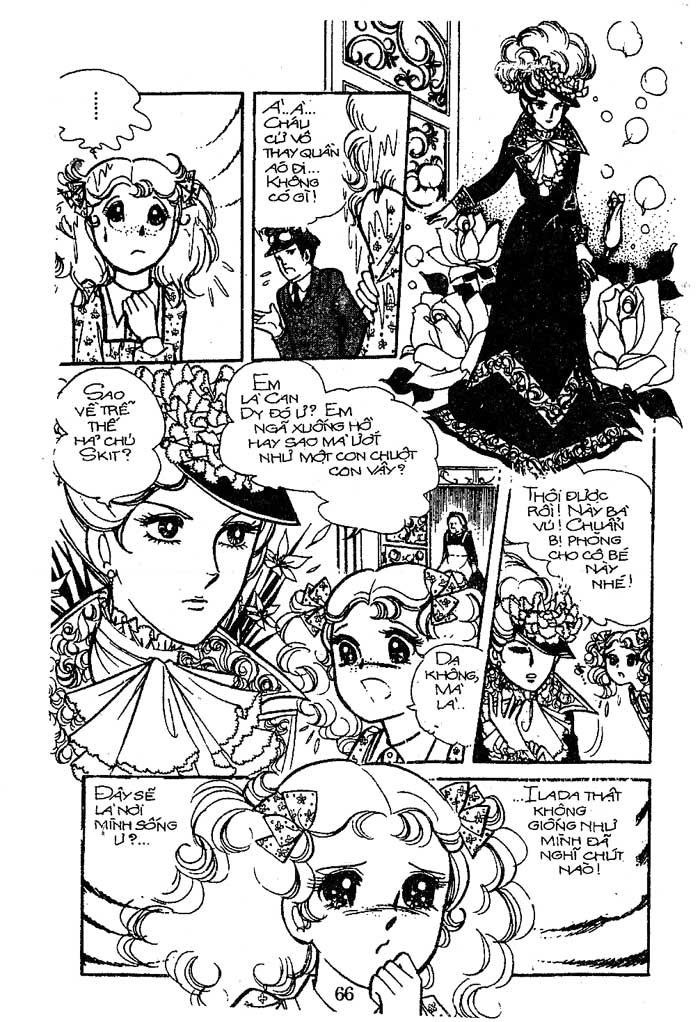 ......
À...À...
CHÁU
CỨ VÔ
THAY QUẦN
ÁO ĐI...
KHÔNG
CÓ GÌ!
SAO
VỀ TRỄ
THẾ
HẢ CHÚ
SKIT?
EM
LÀ CAN
DY ĐÓ Ư? EM
NGÃ XUỐNG HỒ
HAY SAO MÀ ƯỚT
NHƯ MỘT CON CHUỘT
CON VẬY?
DẠ
KHÔNG,
MÀ
LÀ...
THÔI ĐƯỢC
RỒI! NÀY BÀ
VÚ! CHUẨN
BỊ PHÒNG
CHO CÔ BÉ
NÀY
NHÉ!
ĐÂY SẼ
LÀ NƠI
MÌNH SỐNG
Ư?...
...ILADA THẬT
KHÔNG
GIỐNG NHƯ
MÌNH ĐÃ
NGHĨ CHÚT
NÀO!
66